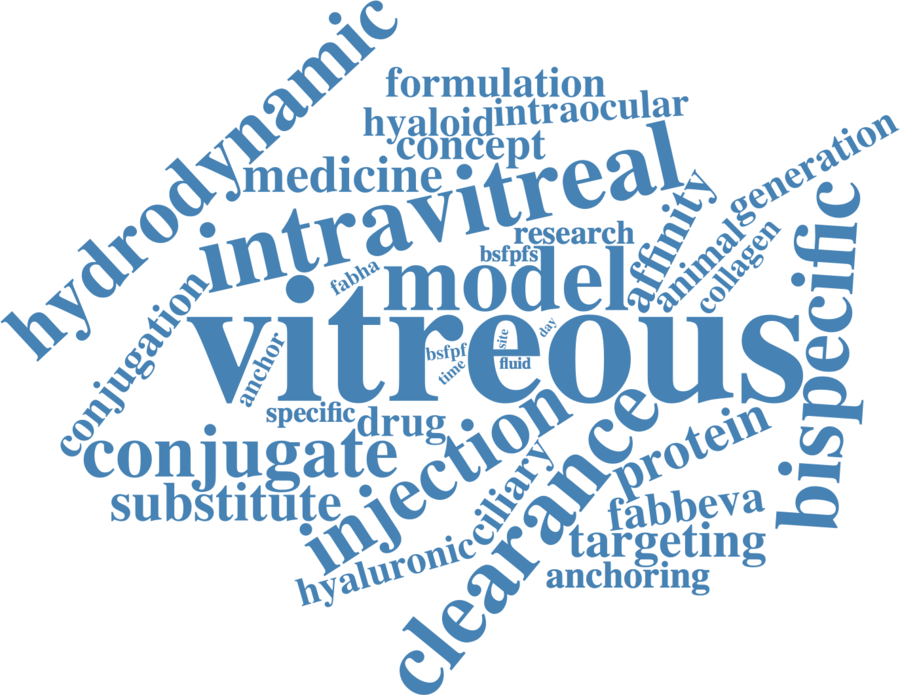 hydrodynamic
formulation
intraocular
hyaloid
concept
medicine
intravitreal
generation
affinity
animal
collagen
research
bsfpfs
fabha
model
bispecific
conjugation
vitreous
anchor
bsfpf
time
site
day
fluid
specific
drug
conjugate
injection
substitute
ciliary
clearance
protein
fabbeva
targeting
hyaluronic
anchoring